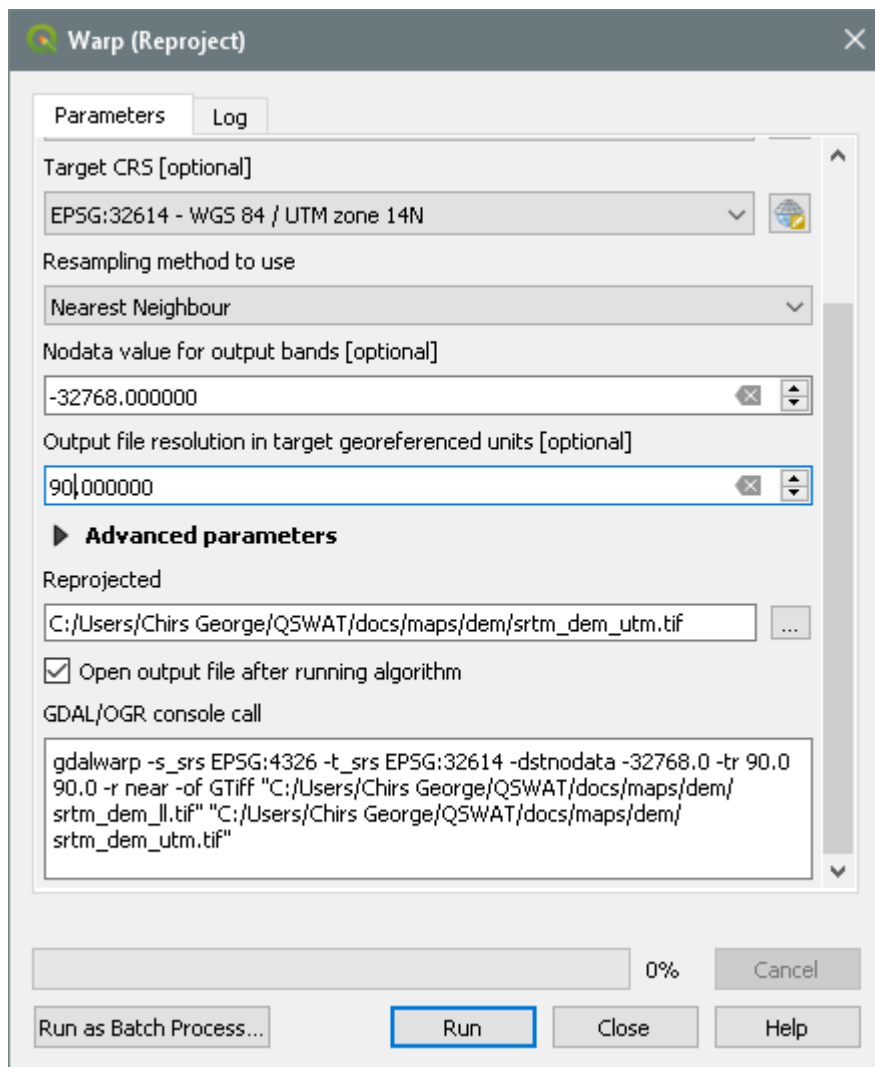 Warp (Reproject)
Parameters
Log
Target CRS [optional]
EPSG:32614 - WGS 84 / UTM zone 14N
Resampling method to use
Nearest Neighbour
Nodata value for output bands [optional]
-32768.000000
Output file resolution in target georeferenced units [optional]
90.000000
Advanced parameters
Reprojected
C:/Users/Chirs George/QSWAT/docs/maps/dem/srtm_dem_utm.tif
...
Open output file after running algorithm
GDAL/OGR console call
gdalwarp -s_srs EPSG:4326 -t_srs EPSG:32614 -dstnodata -32768.0 -tr 90.0
90.0 -r near -of GTiff "C:/Users/Chirs George/QSWAT/docs/maps/dem/
srtm_dem_ll.tif" "C:/Users/Chirs George/QSWAT/docs/maps/dem/
srtm_dem_utm.tif"
0%
Cancel
Run as Batch Process...
Run
Close
Help